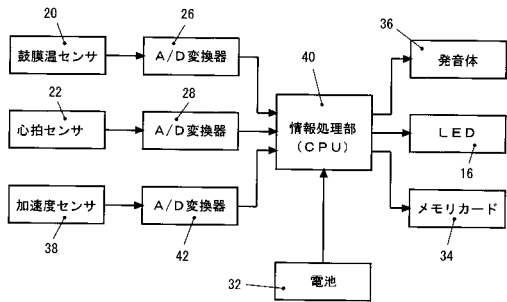 20
26
36
鼓膜温センサ
A/D変換器
発音体
40
22
28
心拍センサ
A/D変換器
情報処理部
(CPU)
LED
16
加速度センサ
A/D変換器
メモリカード
38
42
34
32
電池